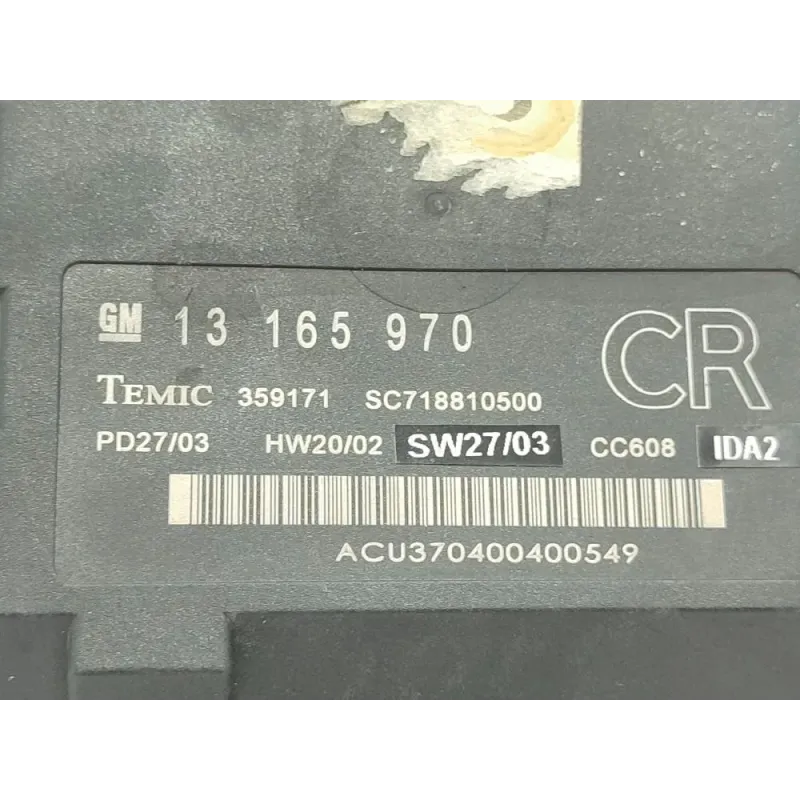 GM 13 165 970 CR
TEMIC 359171 SC718810500
PD27/03 HW20/02 SW27/03 CC608 IDA2
ACU370400400549